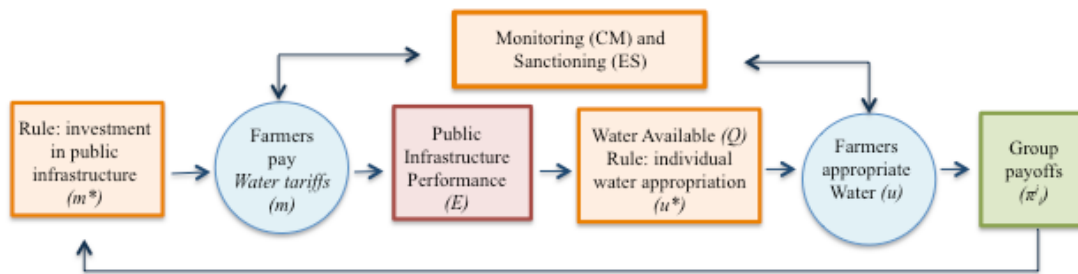 Monitoring (CM) and
Sanctioning (ES)
Rule: investment
in public
infrastructure
(m*)
Farmers
pay
Water tariffs
(m)
Public
Infrastructure
Performance
(E)
Water Available (Q)
Rule: individual
water appropriation
(u*)
Farmers
appropriate
Water (u)
Group
payoffs